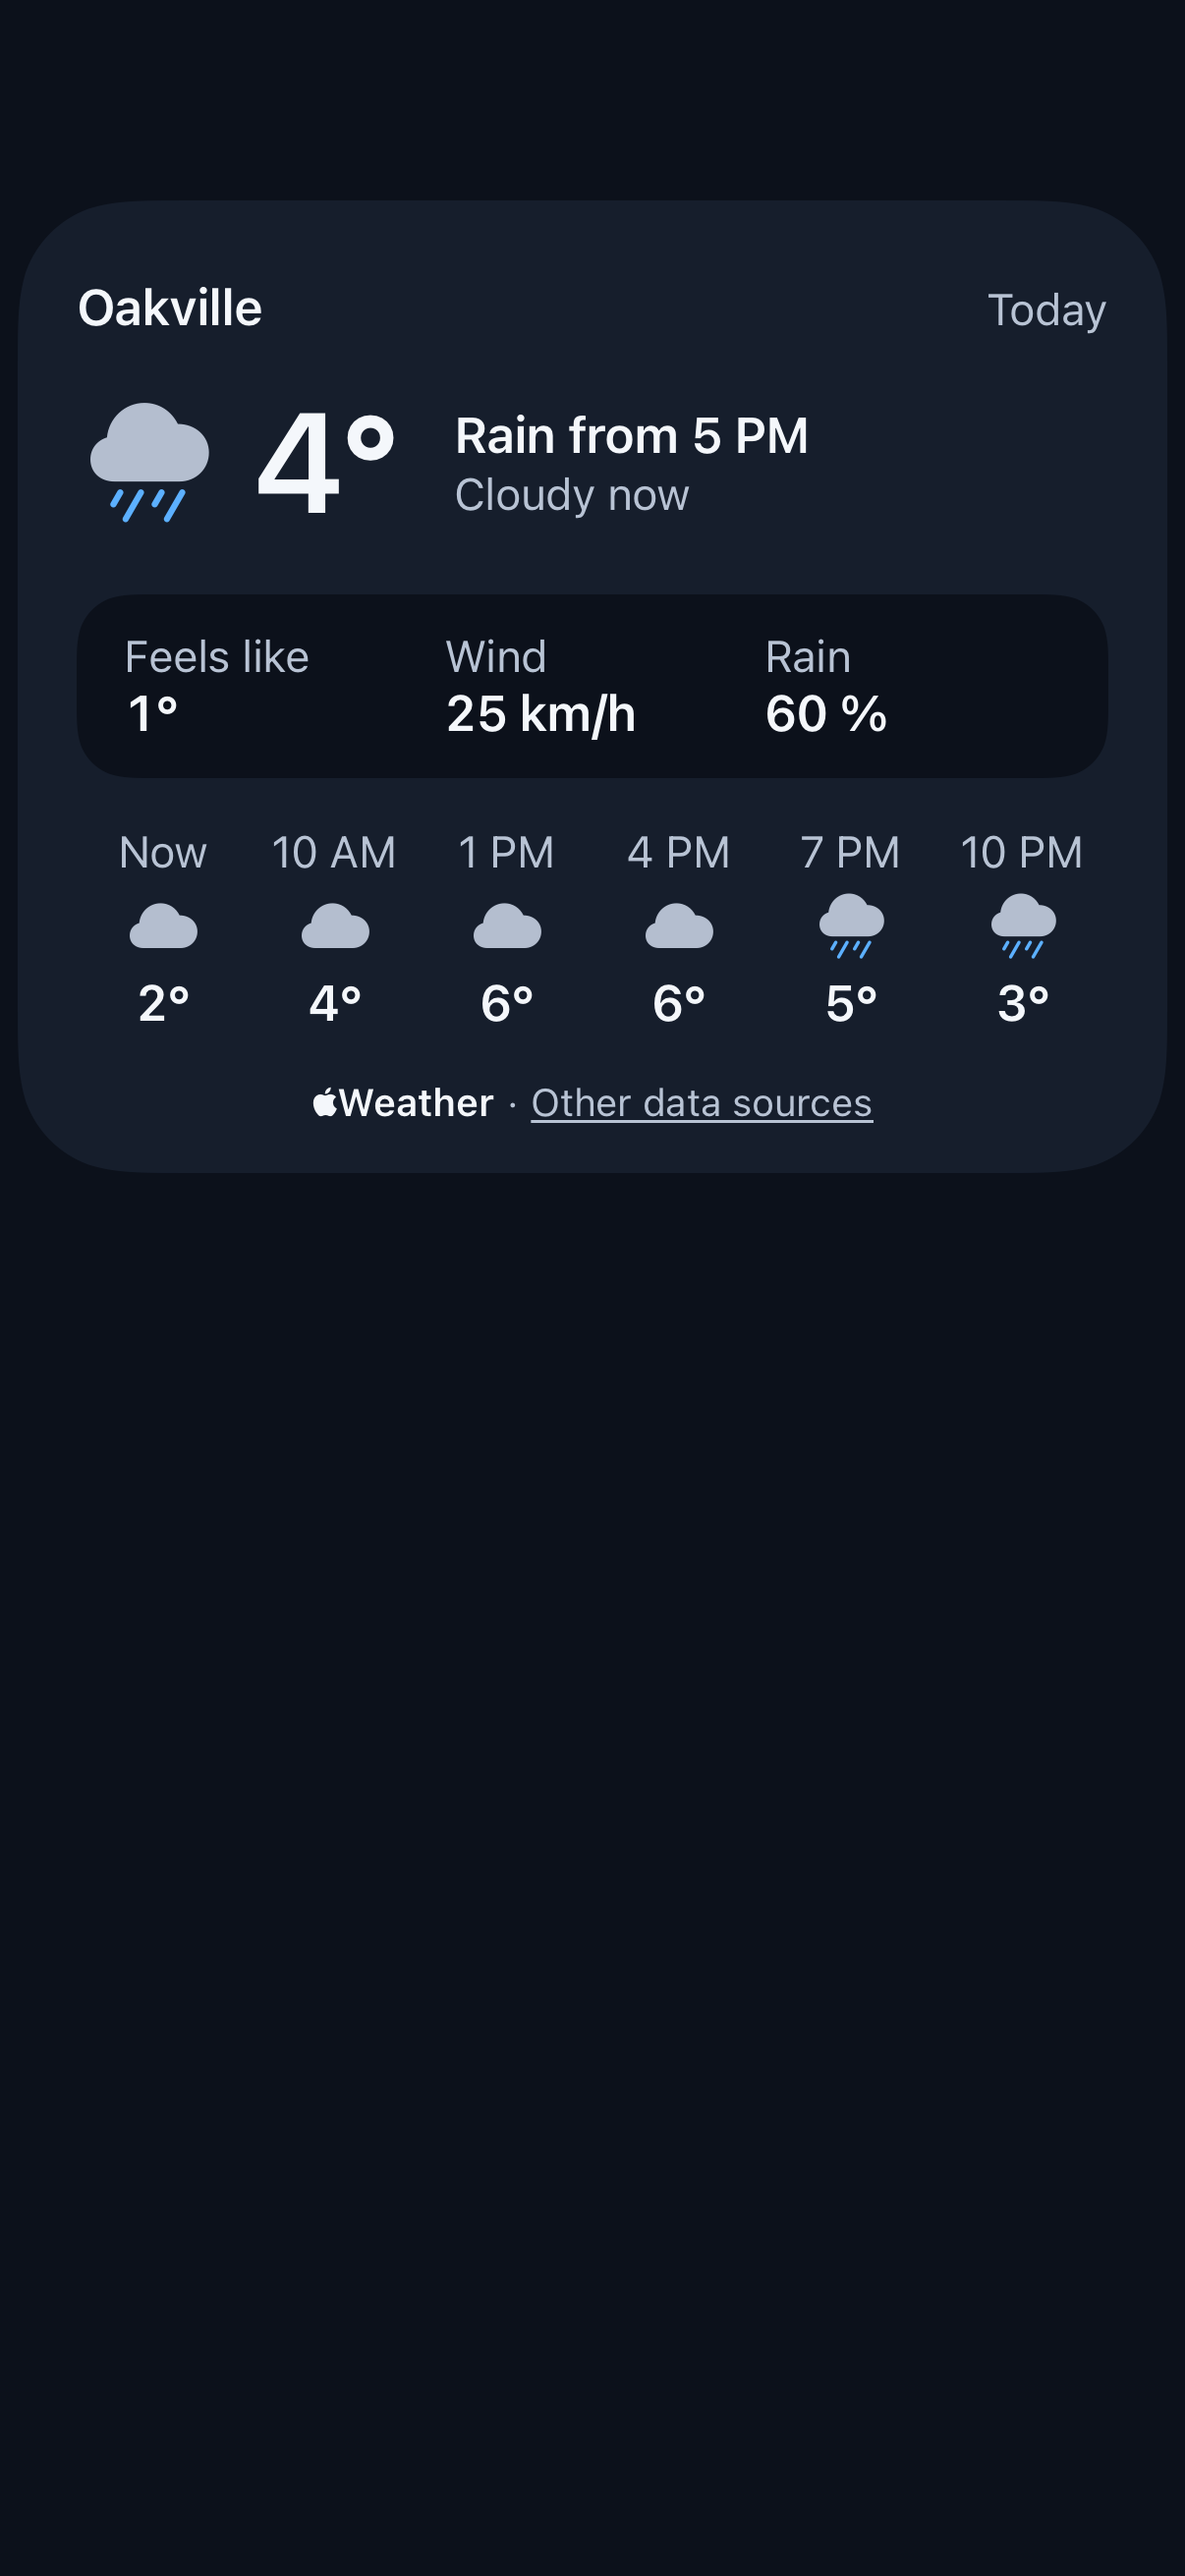 Oakville Today
4°
Rain from 5 PM
Cloudy now
Feels like Wind Rain
1° 25 km/h 60 %
Now 10 AM 1 PM 4 PM 7 PM 10 PM
2° 4° 6° 6° 5° 3°
Weather · Other data sources